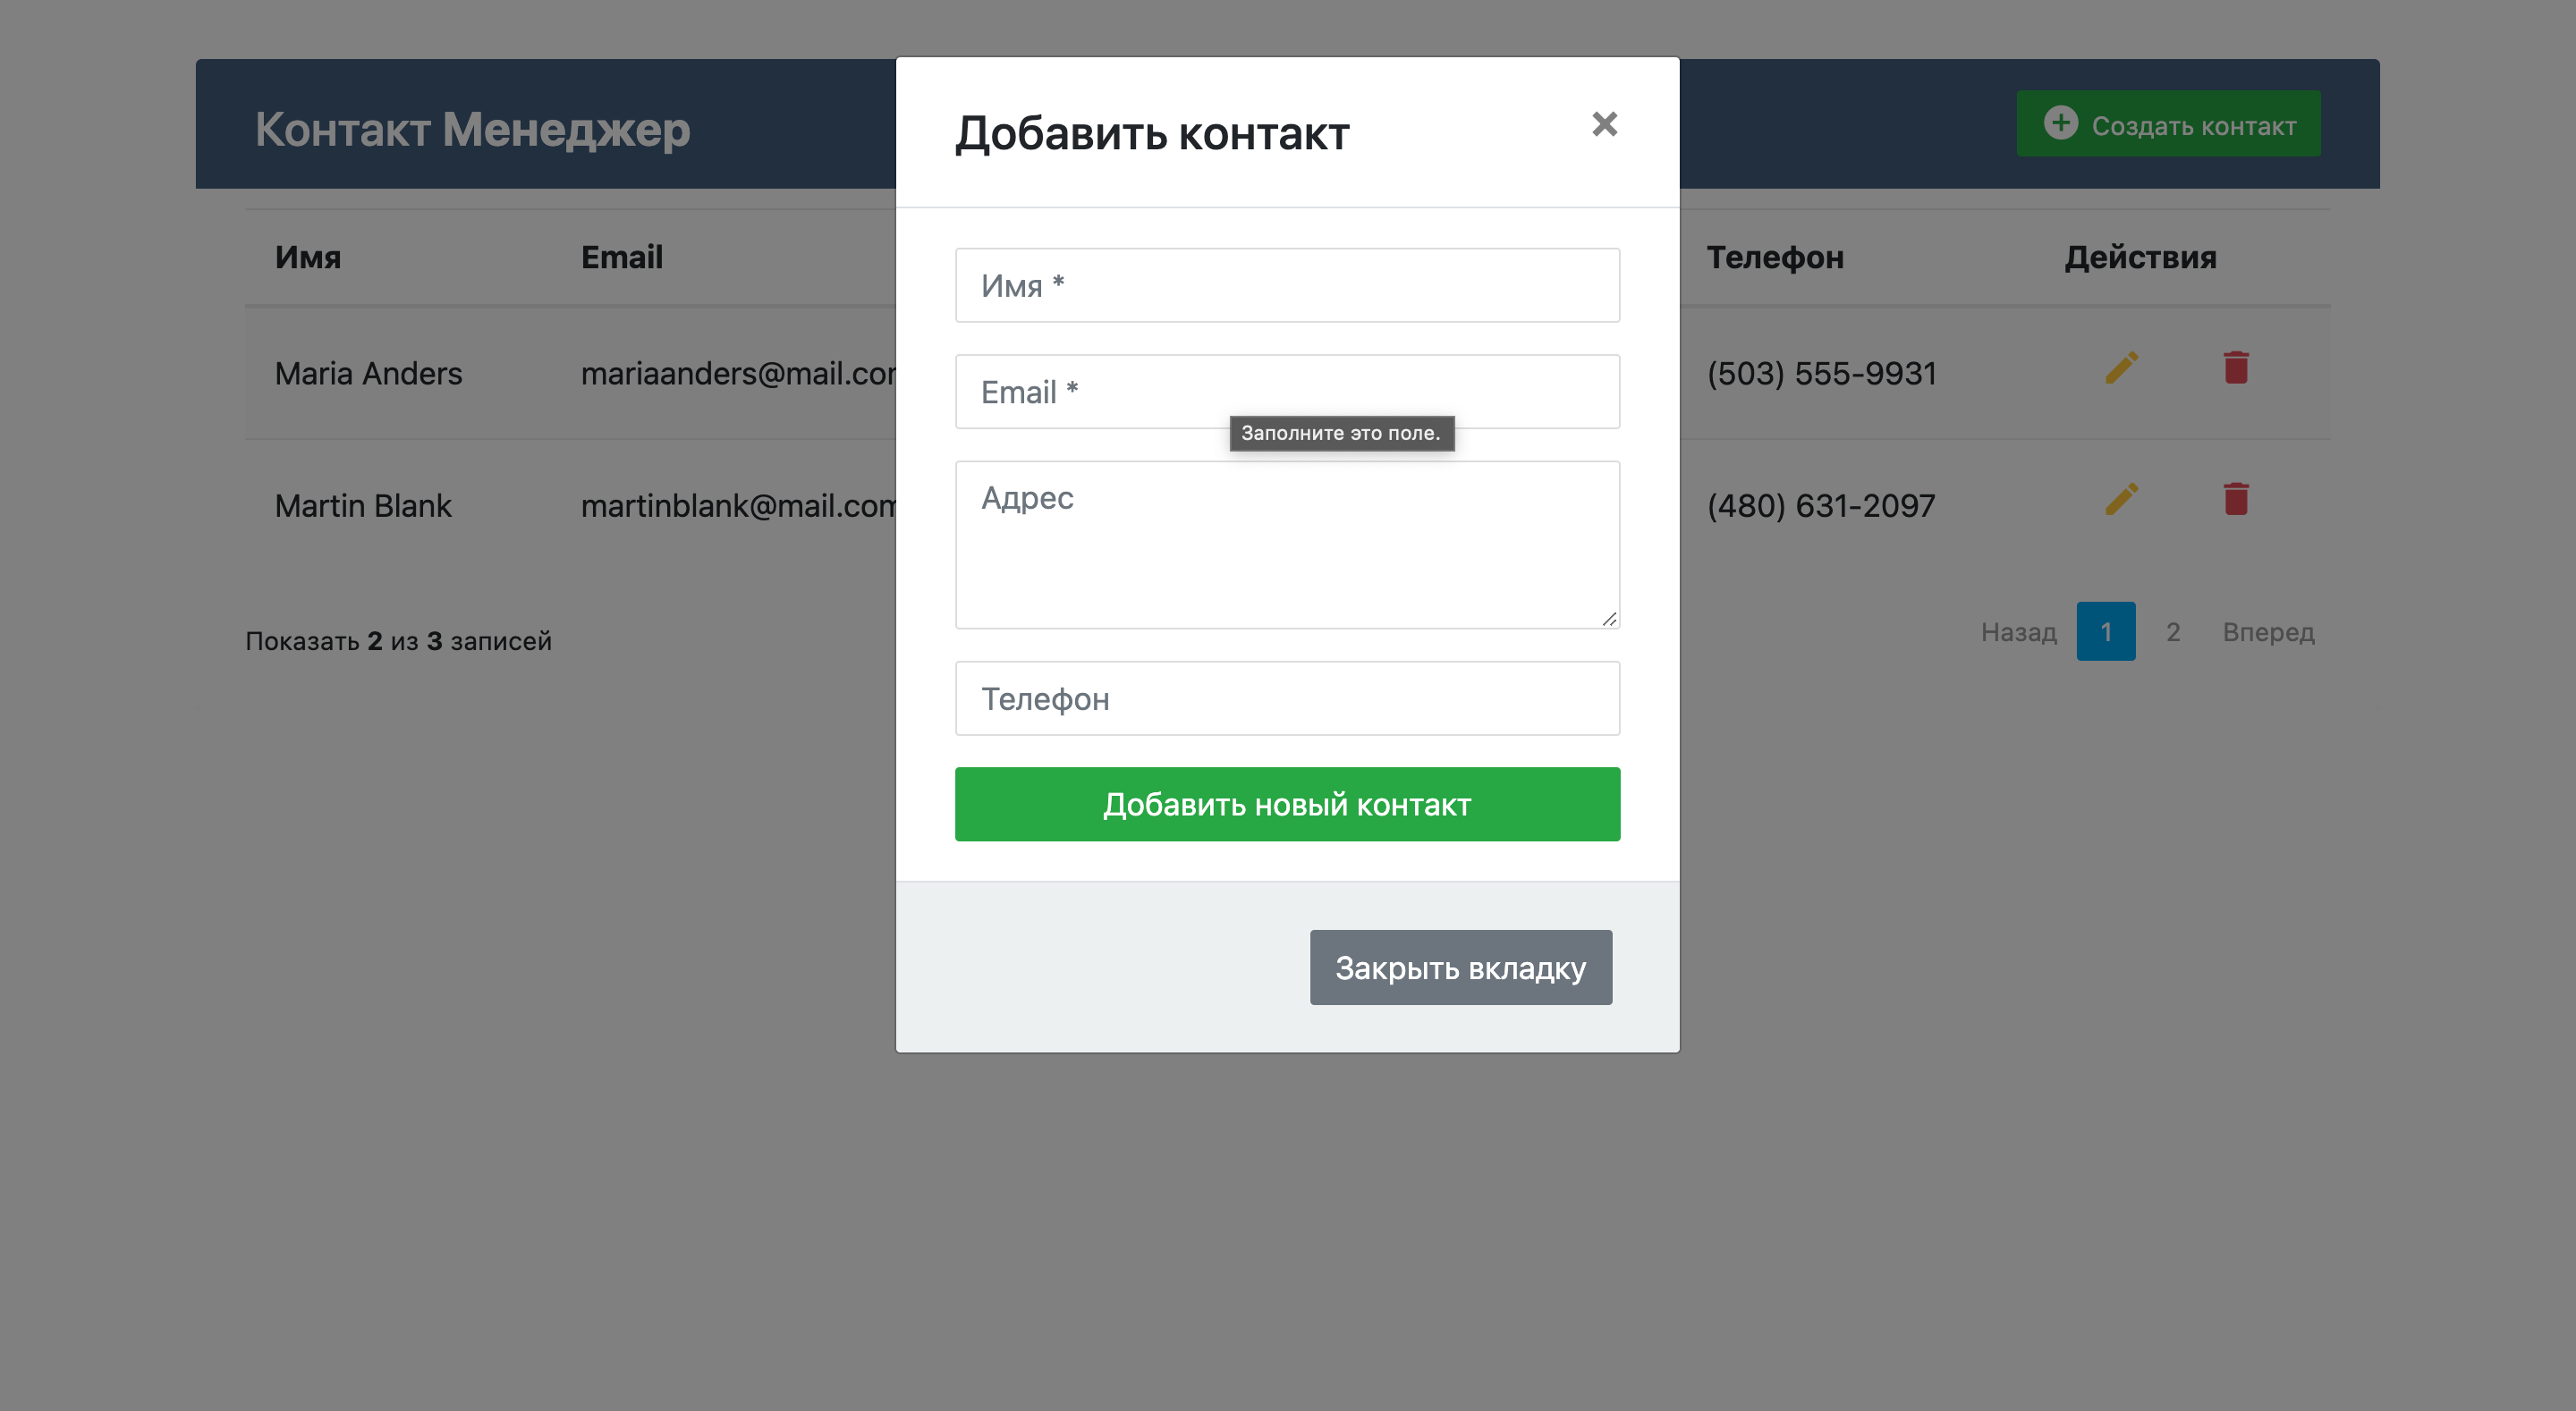 Контакт Менеджер
Создать контакт
Имя Email Телефон Действия
Maria Anders mariaanders@mail.co (503) 555-9931
Martin Blank martinblank@mail.com (480) 631-2097
Показать 2 из 3 записей
Назад 1 2 Вперед
Добавить контакт
×
Имя *
Email *
Заполните это поле.
Адрес
Телефон
Добавить новый контакт
Закрыть вкладку